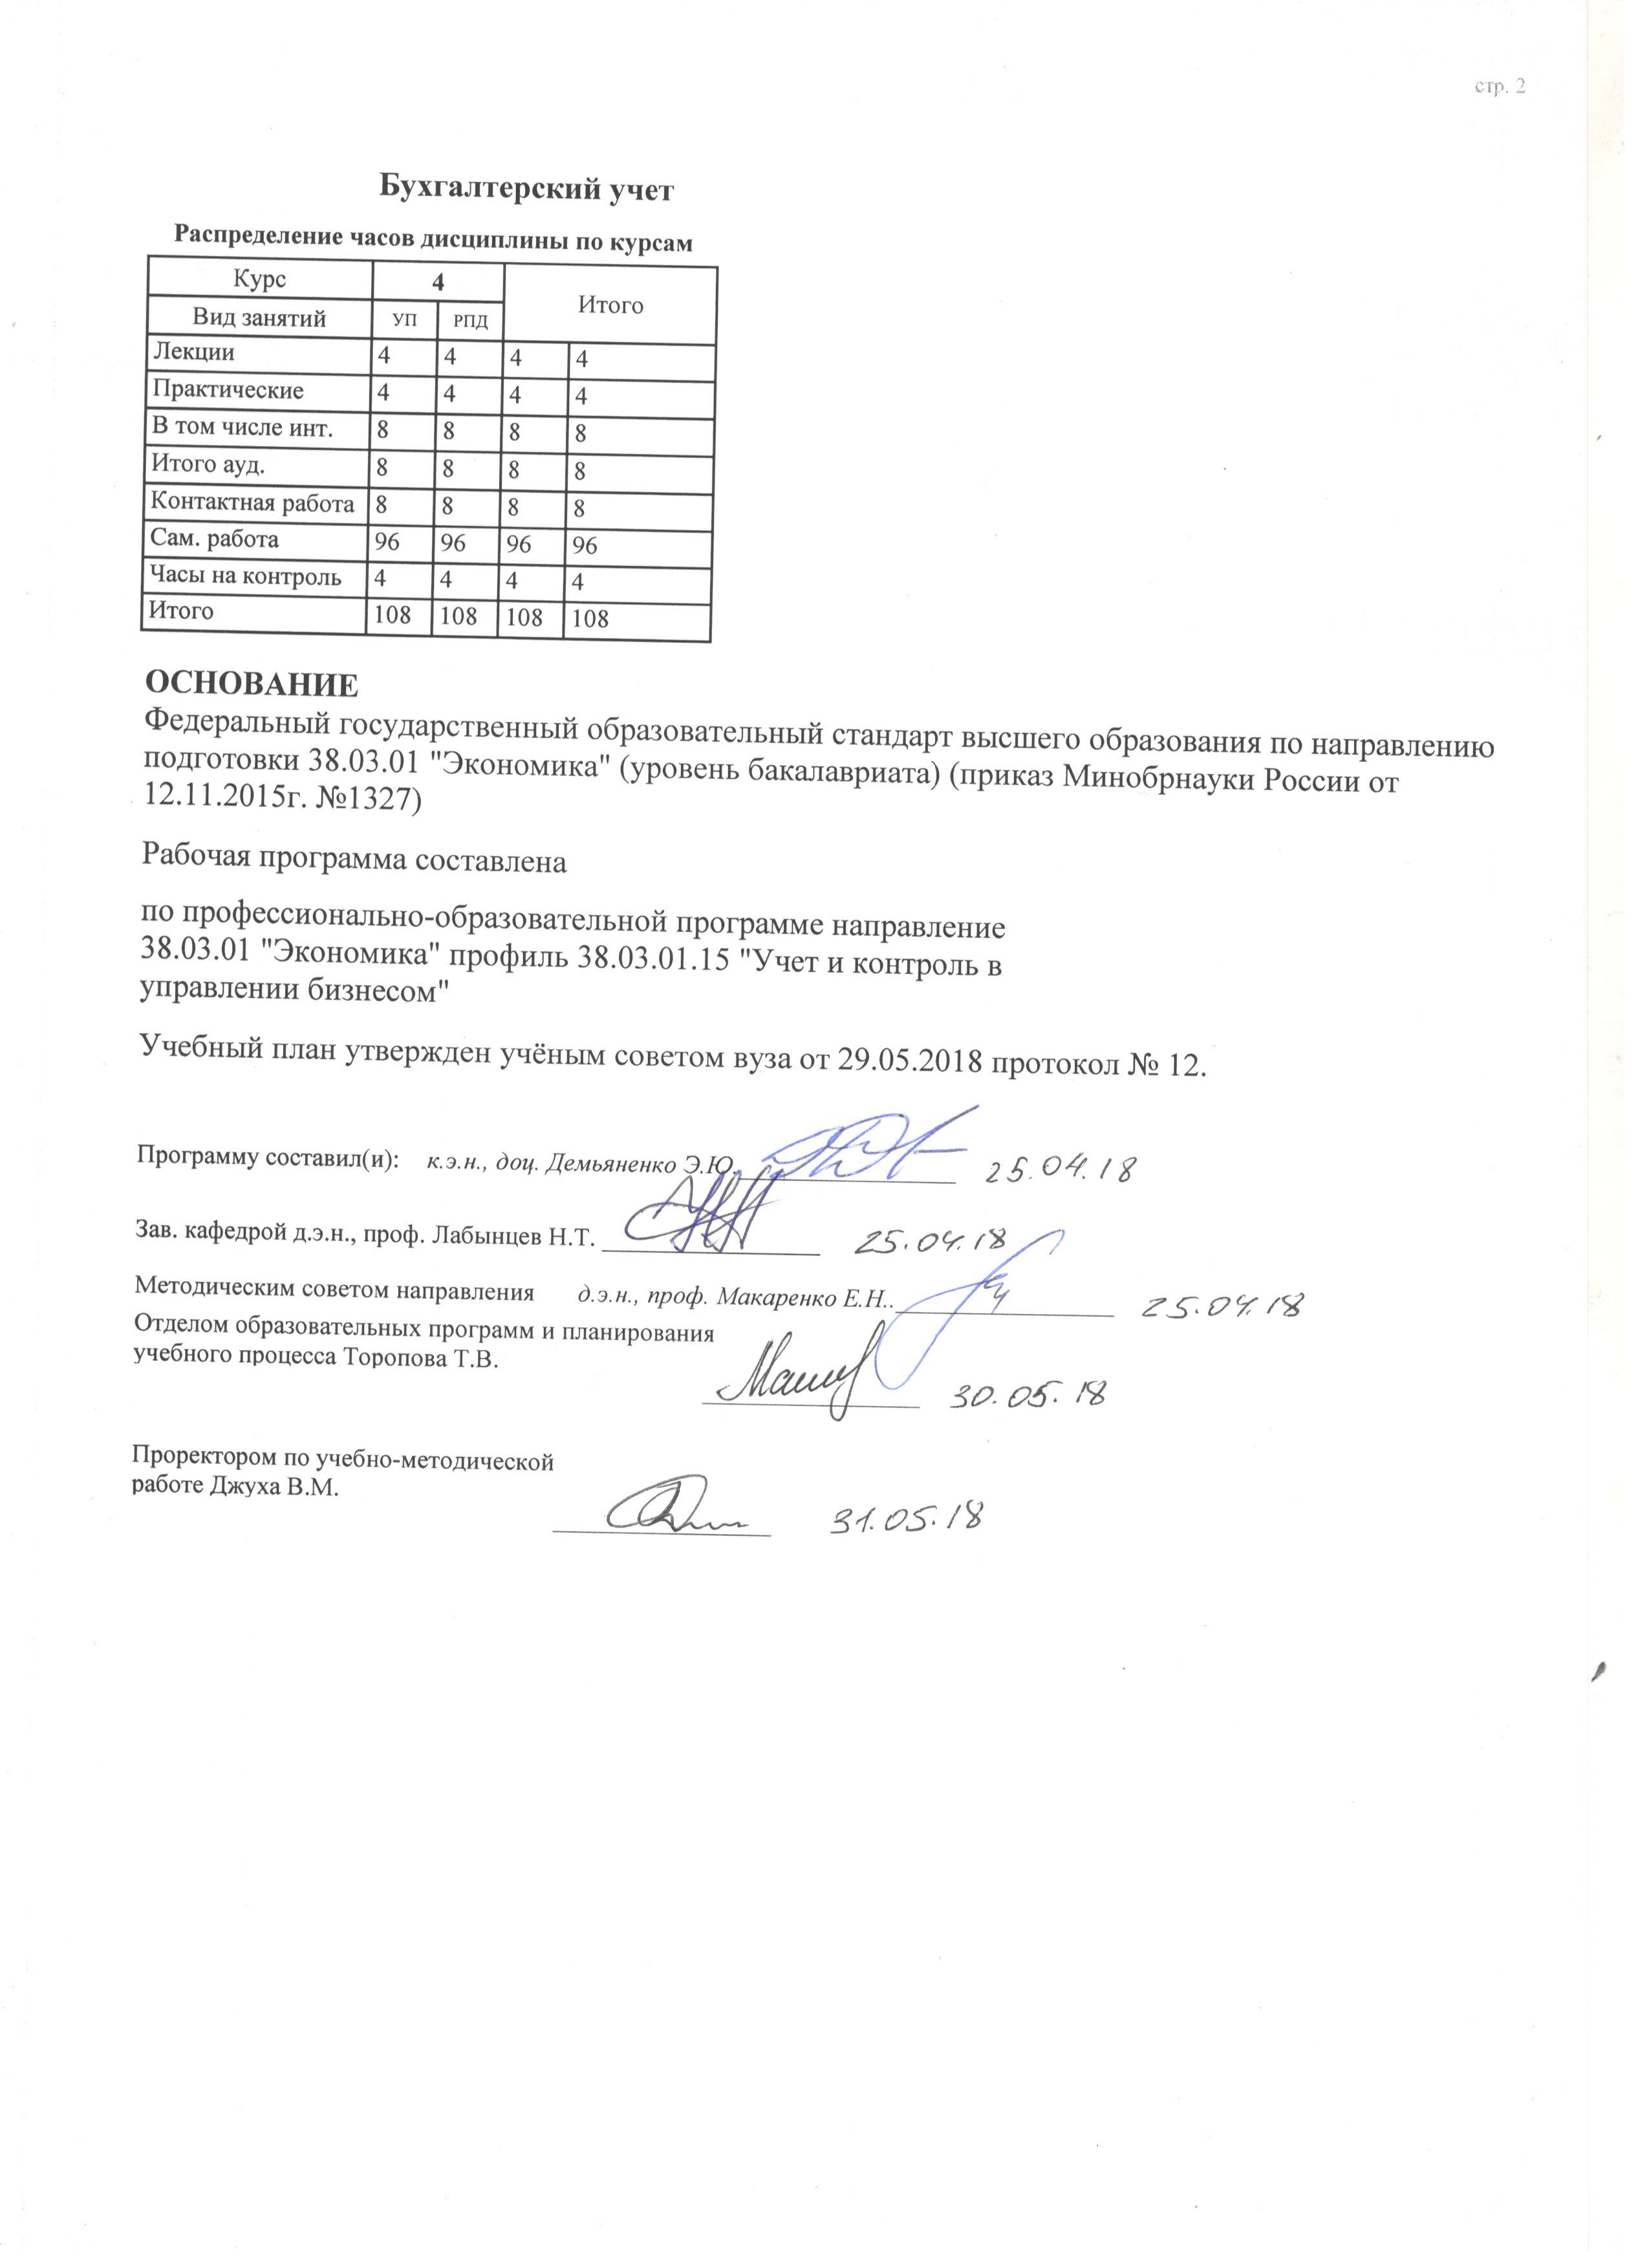 стр. 2
Бухгалтерский учет
Распределение часов дисциплины по курсам
Курс 4 Итого
Вид занятий УП РПД
Лекции 4 4 4 4
Практические 4 4 4 4
В том числе инт. 8 8 8 8
Итого ауд. 8 8 8 8
Контактная работа 8 8 8 8
Сам. работа 96 96 96 96
Часы на контроль 4 4 4 4
Итого 108 108 108 108
ОСНОВАНИЕ
Федеральный государственный образовательный стандарт высшего образования по направлению
подготовки 38.03.01 "Экономика" (уровень бакалавриата) (приказ Минобрнауки России от
12.11.2015г. №1327)
Рабочая программа составлена
по профессионально-образовательной программе направление
38.03.01 "Экономика" профиль 38.03.01.15 "Учет и контроль в
управлении бизнесом"
Учебный план утвержден учёным советом вуза от 29.05.2018 протокол № 12.
Программу составил(и): к.э.н., доц. Демьяненко Э.Ю. 25.04.18
Зав. кафедрой д.э.н., проф. Лабынцев Н.Т. 25.04.18
Методическим советом направления д.э.н., проф. Макаренко Е.Н.. 25.04.18
Отделом образовательных программ и планирования
учебного процесса Торопова Т.В.
30.05.18
Проректором по учебно-методической
работе Джуха В.М.
31.05.18